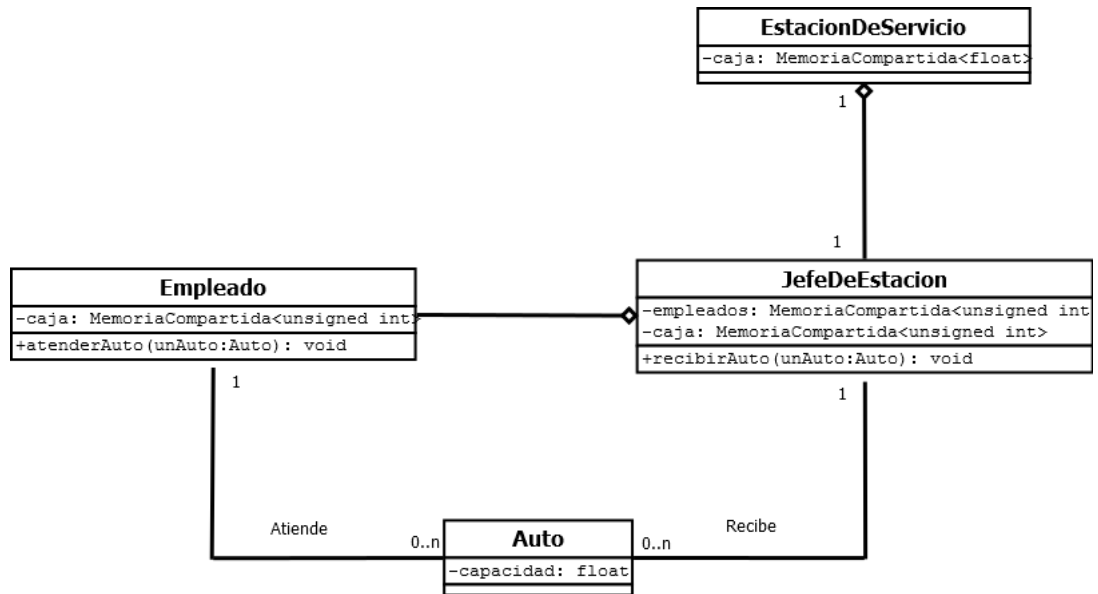 EstacionDeServicio
-caja: MemoriaCompartida<float>
1
1
Empleado
-caja: MemoriaCompartida<unsigned int>
+atenderAuto(unAuto:Auto): void
1
JefeDeEstacion
-empleados: MemoriaCompartida<unsigned int
-caja: MemoriaCompartida<unsigned int>
+recibirAuto(unAuto:Auto): void
1
Atiende
0..n
Auto
-capacidad: float
0..n
Recibe